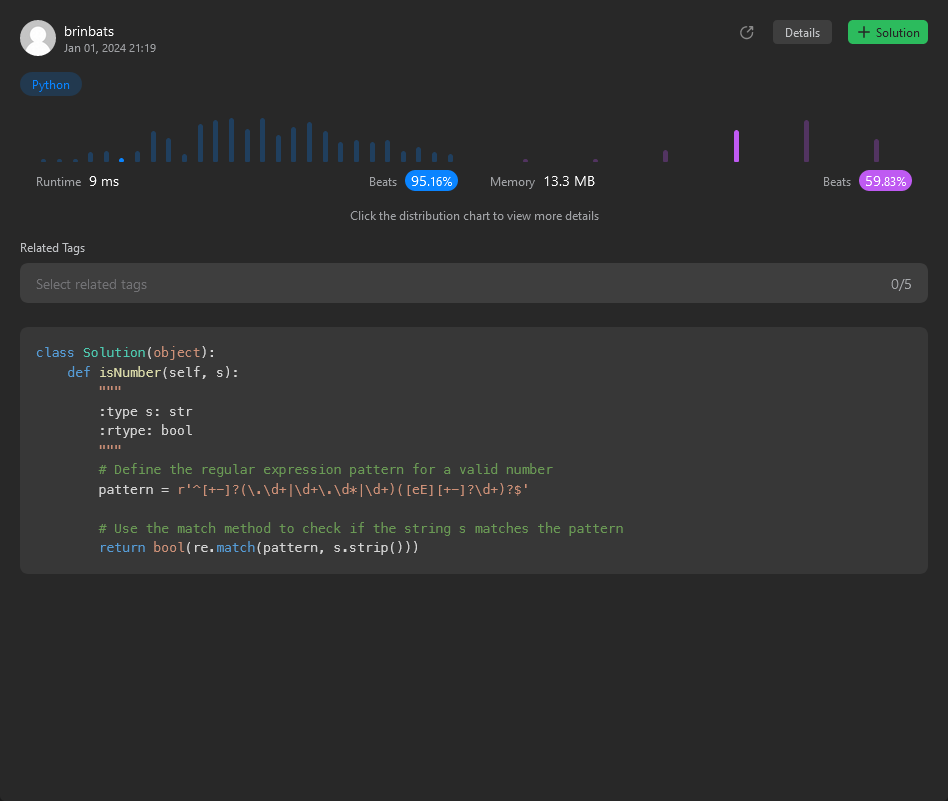 brinbats
Jan 01, 2024 21:19
Details
+ Solution
Python
Runtime 9 ms Beats 95.16% Memory 13.3 MB Beats 59.83%
Click the distribution chart to view more details
Related Tags
Select related tags 0/5
class Solution(object):
    def isNumber(self, s):
        """
        :type s: str
        :rtype: bool
        """
        # Define the regular expression pattern for a valid number
        pattern = r'^[+-]?(\.\d+|\d+\.\d*|\d+)([eE][+-]?\d+)?$'
        # Use the match method to check if the string s matches the pattern
        return bool(re.match(pattern, s.strip()))